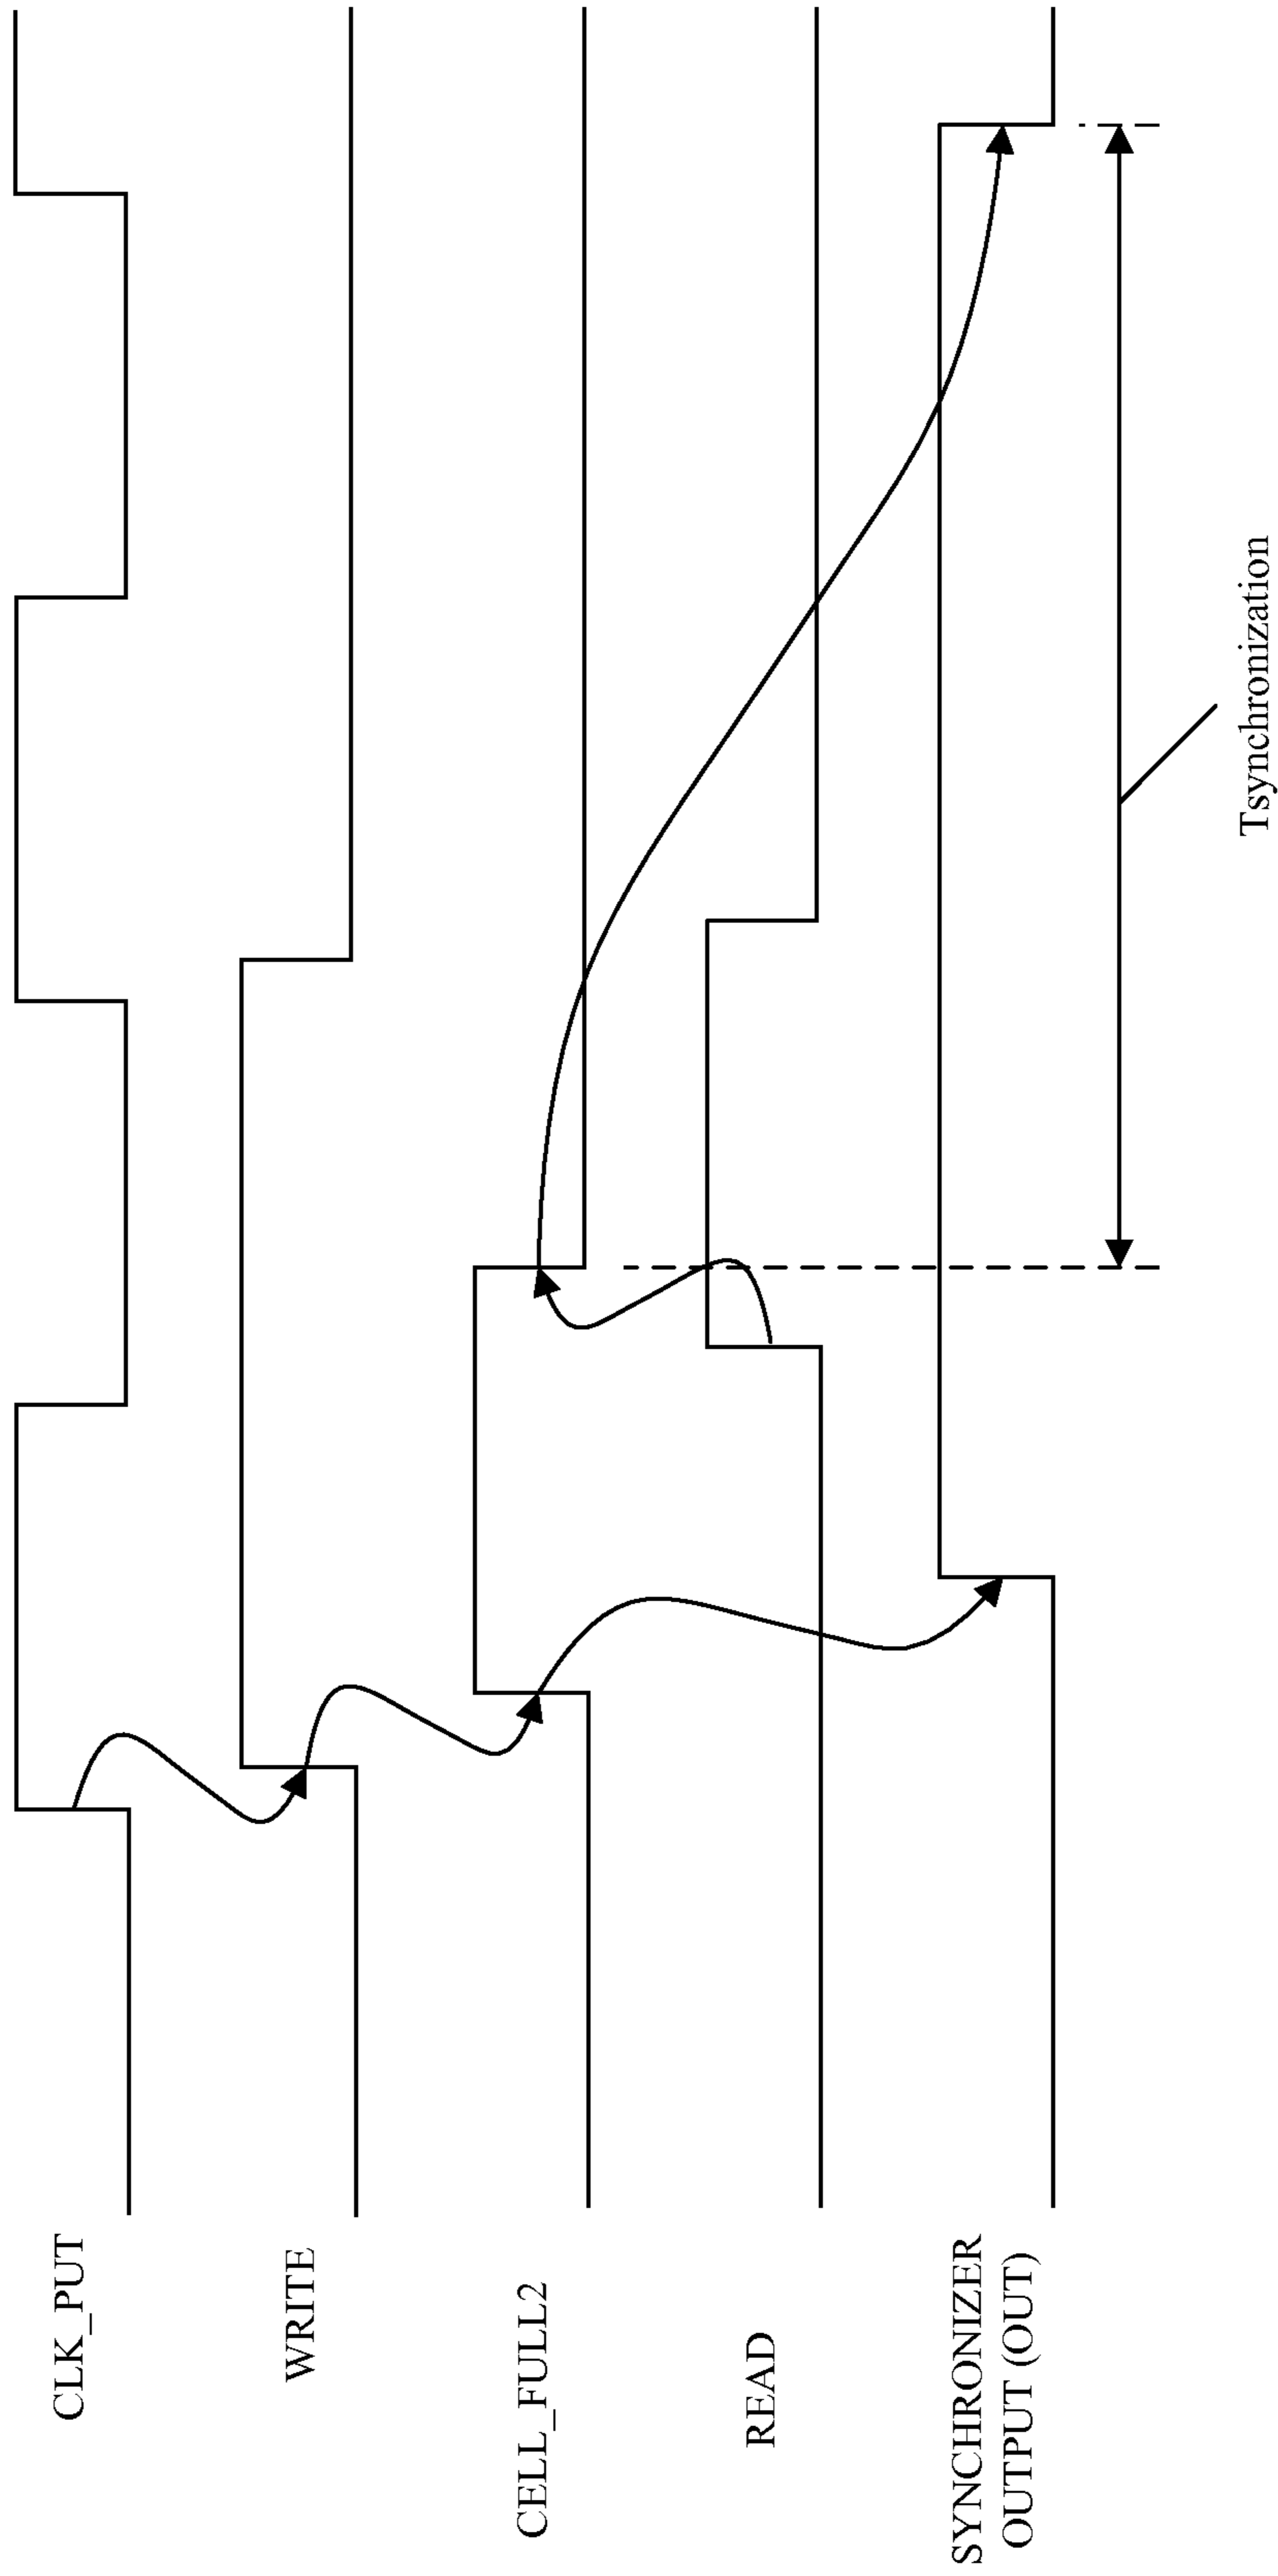 CLK_PUT
WRITE
CELL_FULL2
READ
SYNCHRONIZER
OUTPUT (OUT)
Tsynchronization